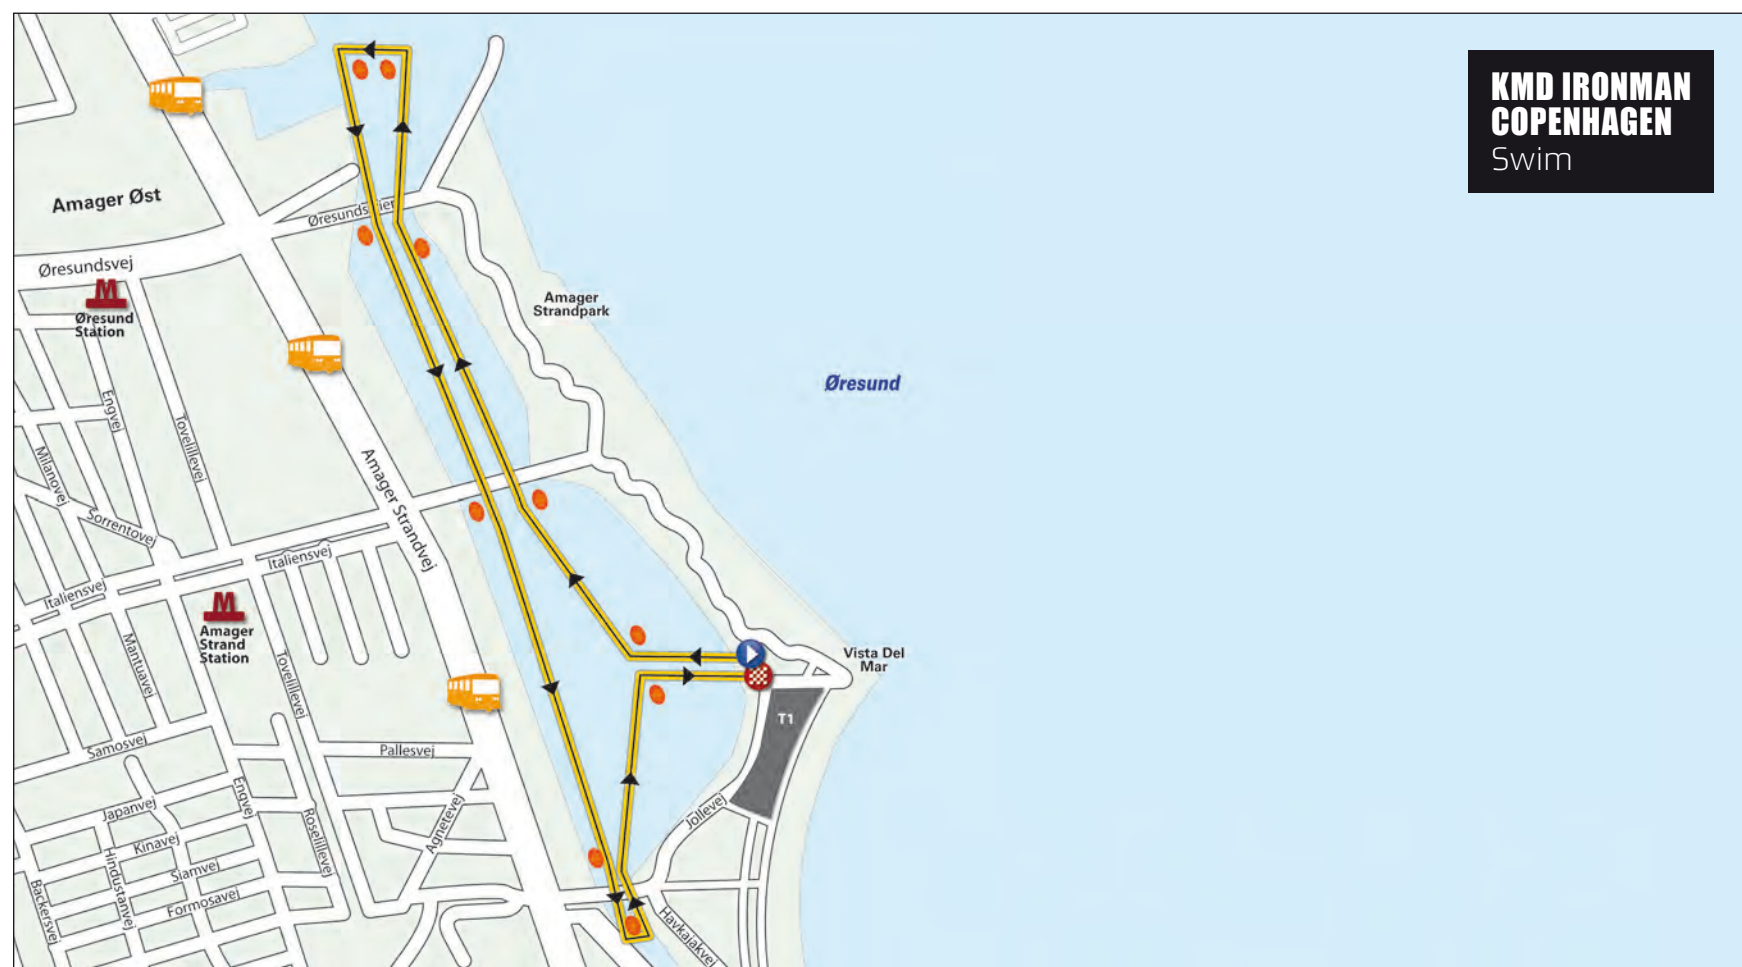 KMD IRONMAN
COPENHAGEN
Swim
Amager Øst
Øresundsvej
M
Øresund
Station
Amager
Strandpark
Øresund
Engvej
Tovelillevej
Milanovej
Sorrentovej
Amager Strandvej
Italiensvej
Italiensvej
M
Amager
Strand
Station
Mantuavej
Tovelillevej
Vista Del
Mar
T1
Samosvej
Pallesvej
Engvej
Japanvej
Kinavej
Siamvej
Formosavej
Hindustanvej
Backersvej
Roselillevej
Agnetevej
Jollevej
Havkajakvej